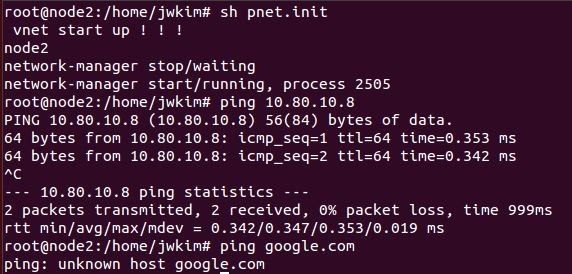 root@node2:/home/jwkim# sh pnet.init
 vnet start up ! ! !
node2
network-manager stop/waiting
network-manager start/running, process 2505
root@node2:/home/jwkim# ping 10.80.10.8
PING 10.80.10.8 (10.80.10.8) 56(84) bytes of data.
64 bytes from 10.80.10.8: icmp_seq=1 ttl=64 time=0.353 ms
64 bytes from 10.80.10.8: icmp_seq=2 ttl=64 time=0.342 ms
^C
--- 10.80.10.8 ping statistics ---
2 packets transmitted, 2 received, 0% packet loss, time 999ms
rtt min/avg/max/mdev = 0.342/0.347/0.353/0.019 ms
root@node2:/home/jwkim# ping google.com
ping: unknown host google.com